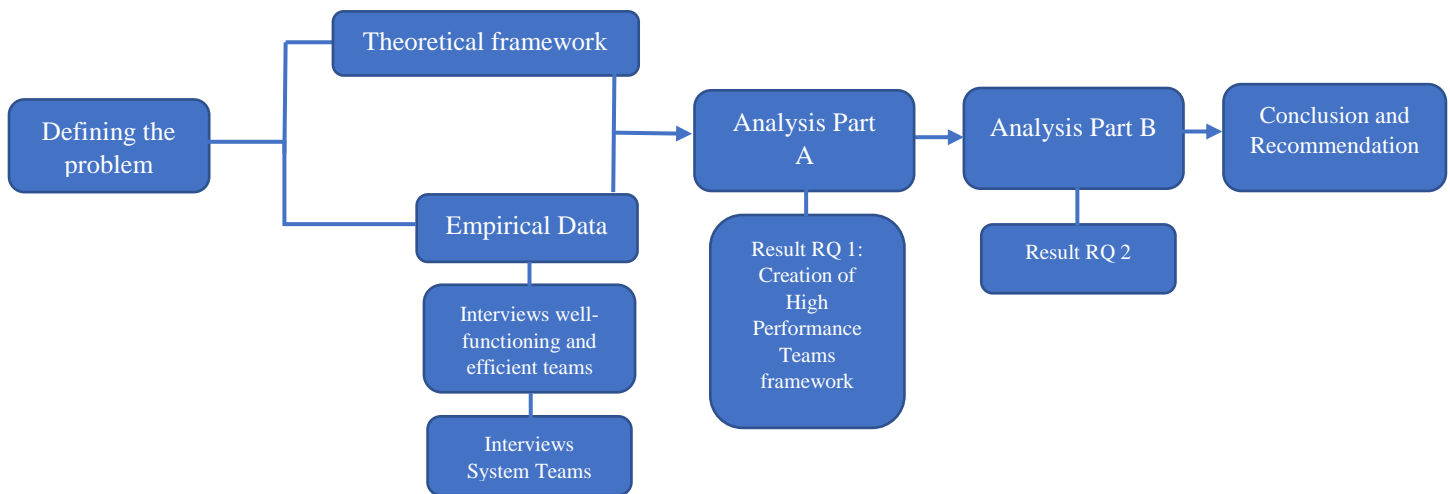 Theoretical framework
Defining the
problem
Empirical Data
Interviews well-
functioning and
efficient teams
Interviews
System Teams
Analysis Part
A
Result RQ 1:
Creation of
High
Performance
Teams
framework
Analysis Part B
Result RQ 2
Conclusion and
Recommendation